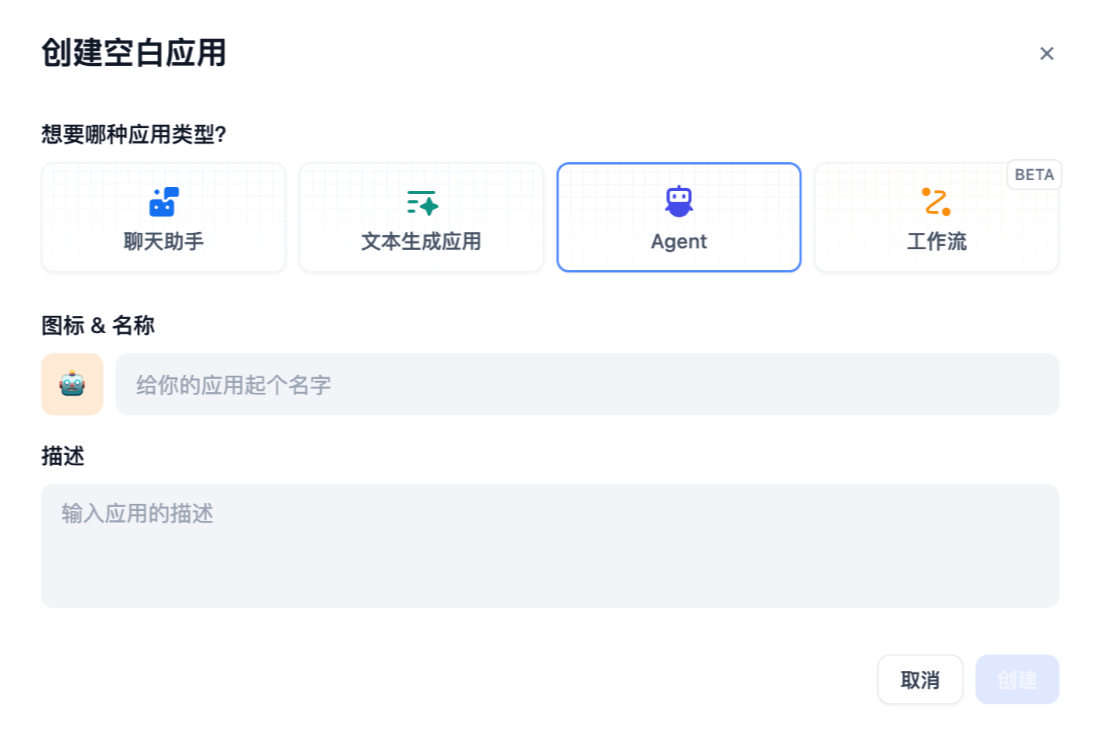 创建空白应用
想要哪种应用类型?
BETA
聊天助手
文本生成应用
Agent
工作流
图标 & 名称
给你的应用起个名字
描述
输入应用的描述
取消
创建